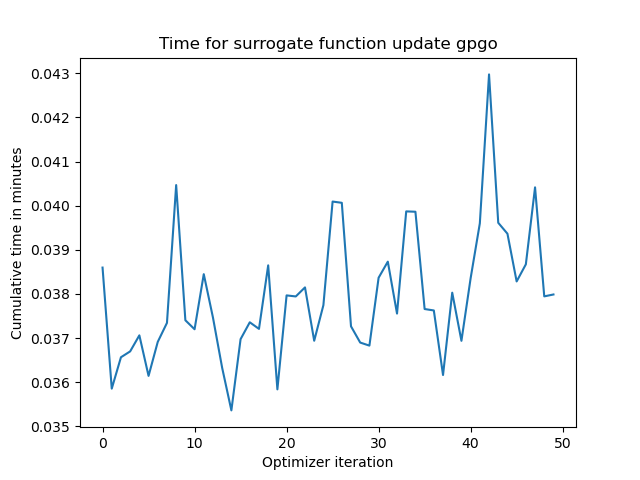 Time for surrogate function update gpgo
Cumulative time in minutes
0.043
0.042
0.041
0.040
0.039
0.038
0.037
0.036
0.035
0 10 20 30 40 50
Optimizer iteration